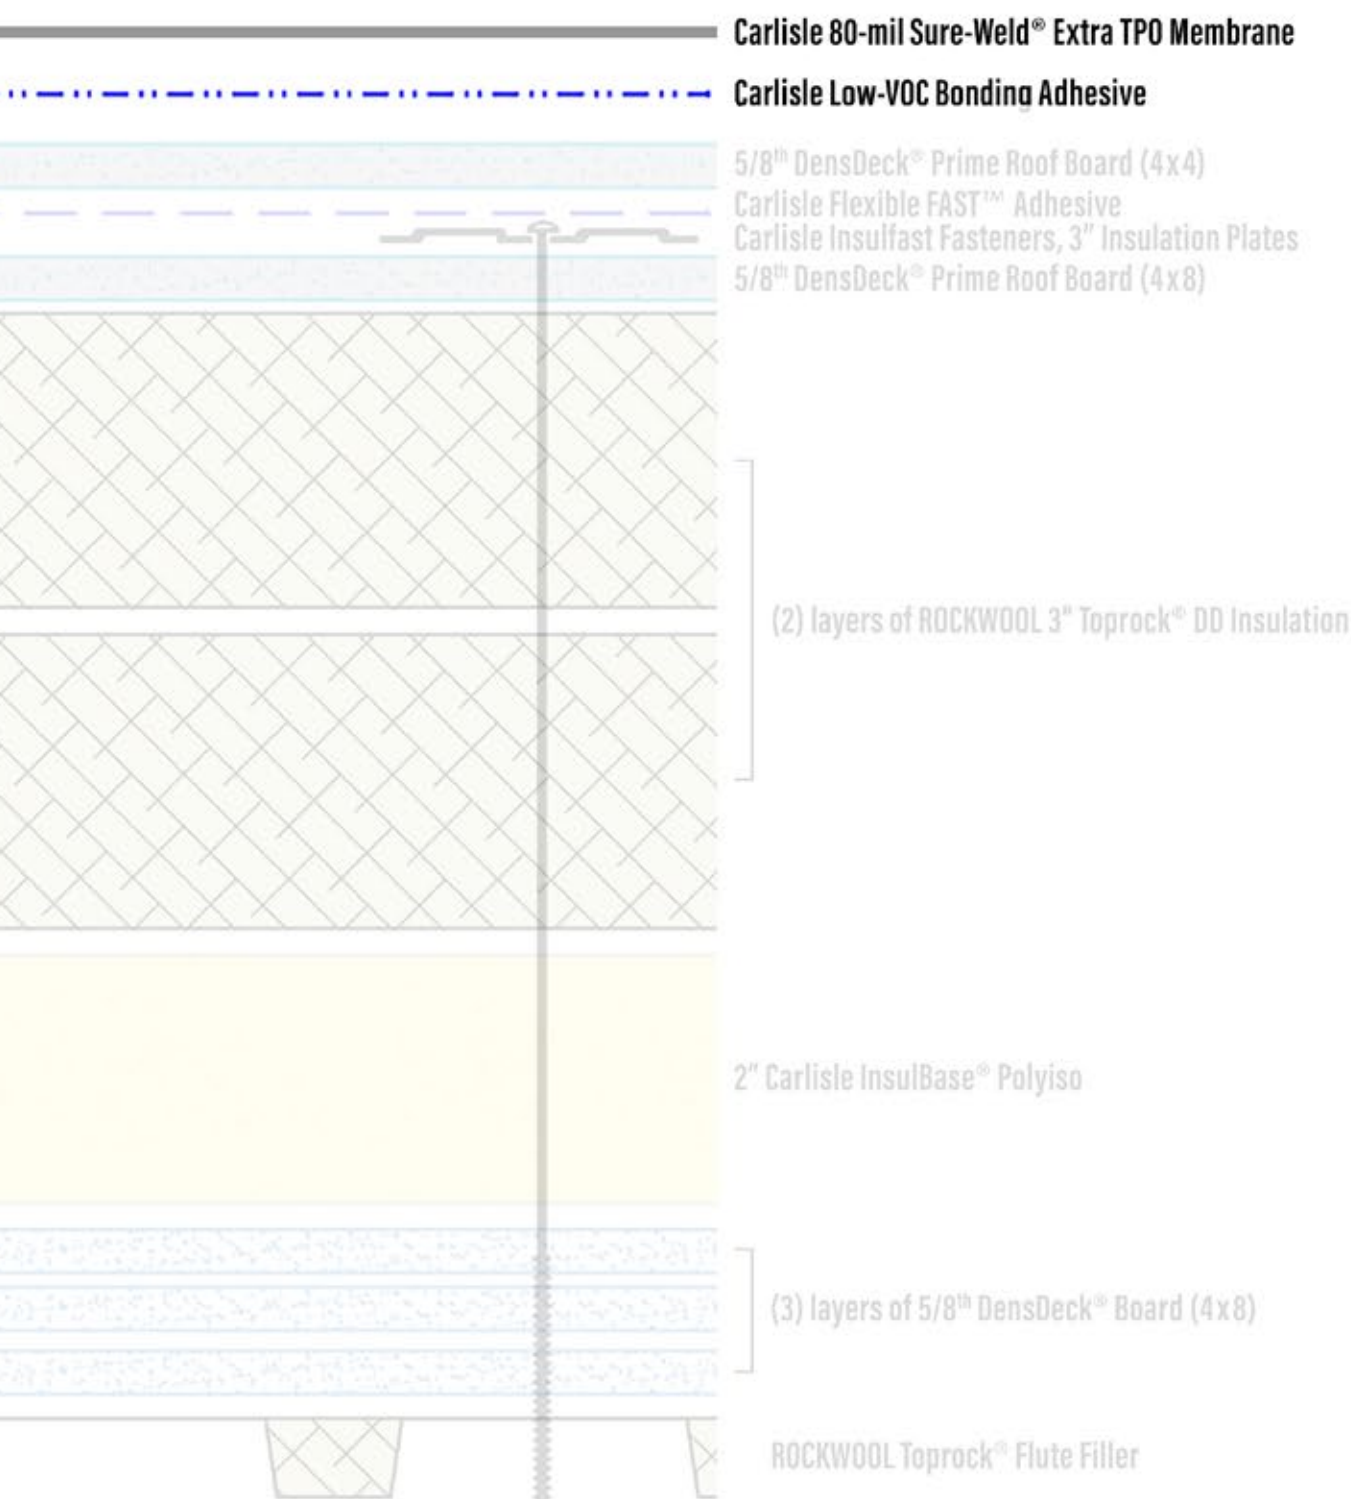 Carlisle 80-mil Sure-Weld® Extra TPO Membrane
Carlisle Low-VOC Bonding Adhesive
5/8th DensDeck® Prime Roof Board (4x4)
Carlisle Flexible FAST™ Adhesive
Carlisle Insulfast Fasteners, 3" Insulation Plates
5/8th DensDeck® Prime Roof Board (4x8)
(2) layers of ROCKWOOL 3" Toprock® DD Insulation
2" Carlisle InsulBase® Polyiso
(3) layers of 5/8th DensDeck® Board (4x8)
ROCKWOOL Toprock® Flute Filler